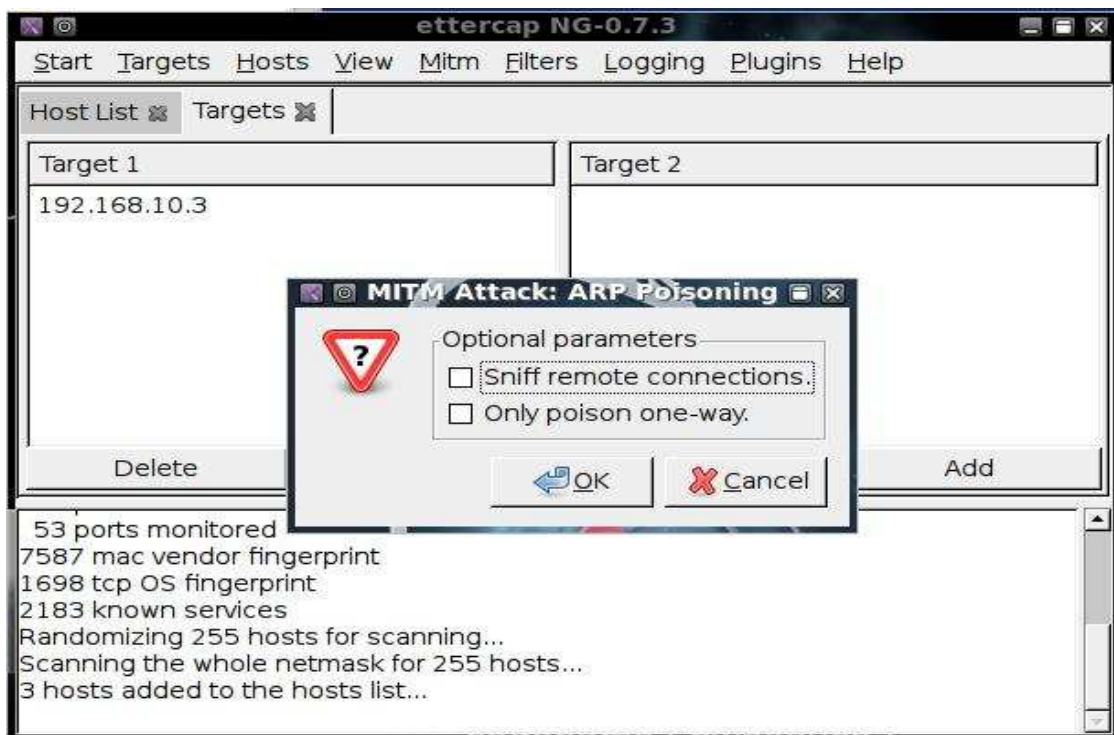 ettercap NG-0.7.3
Start Targets Hosts View Mitm Filters Logging Plugins Help
Host List Targets
Target 1 Target 2
192.168.10.3
MITM Attack: ARP Poisoning
?
Optional parameters
Sniff remote connections.
Only poison one-way.
OK Cancel
Delete Add
53 ports monitored
7587 mac vendor fingerprint
1698 tcp OS fingerprint
2183 known services
Randomizing 255 hosts for scanning...
Scanning the whole netmask for 255 hosts...
3 hosts added to the hosts list...